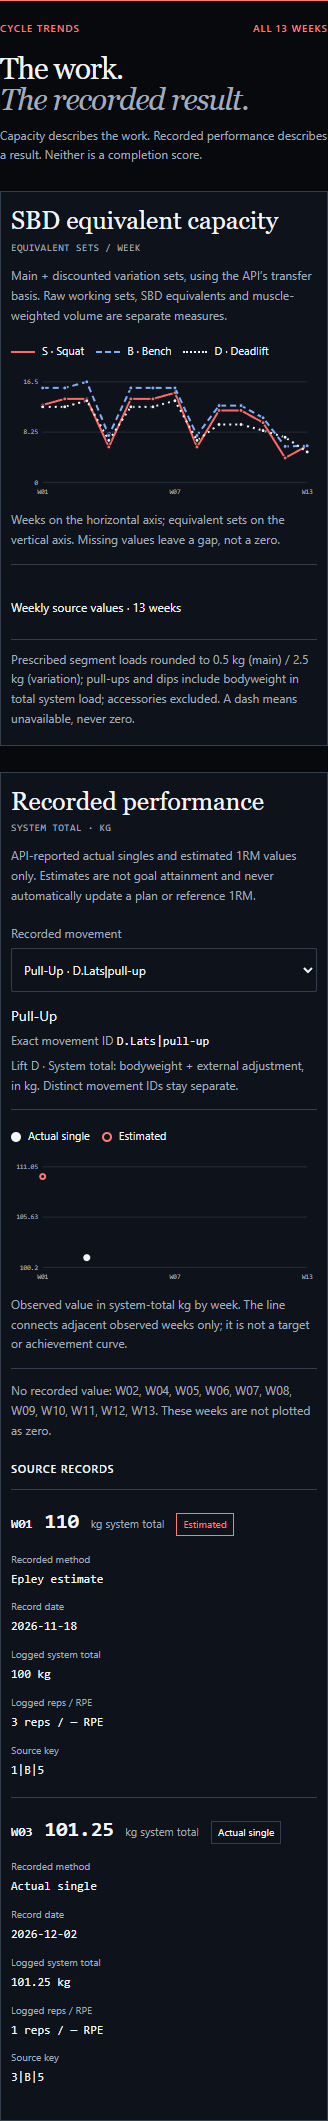 CYCLE TRENDS
ALL 13 WEEKS
The work.
The recorded result.
Capacity describes the work. Recorded performance describes
a result. Neither is a completion score.
SBD equivalent capacity
EQUIVALENT SETS / WEEK
Main + discounted variation sets, using the API's transfer
basis. Raw working sets, SBD equivalents and muscle-
weighted volume are separate measures.
S · Squat
B · Bench
D · Deadlift
16.5
8.25
0
W01
W07
W13
Weeks on the horizontal axis; equivalent sets on the
vertical axis. Missing values leave a gap, not a zero.
Weekly source values · 13 weeks
Prescribed segment loads rounded to 0.5 kg (main) / 2.5
kg (variation); pull-ups and dips include bodyweight in
total system load; accessories excluded. A dash means
unavailable, never zero.
Recorded performance
SYSTEM TOTAL · KG
API-reported actual singles and estimated 1RM values
only. Estimates are not goal attainment and never
automatically update a plan or reference 1RM.
Recorded movement
Pull-Up · D.Lats|pull-up
Pull-Up
Exact movement ID D.Lats|pull-up
Lift D · System total: bodyweight + external adjustment,
in kg. Distinct movement IDs stay separate.
Actual single
Estimated
111.05
105.63
100.2
W01
W07
W13
Observed value in system-total kg by week. The line
connects adjacent observed weeks only; it is not a target
or achievement curve.
No recorded value: W02, W04, W05, W06, W07, W08,
W09, W10, W11, W12, W13. These weeks are not plotted
as zero.
SOURCE RECORDS
W01 110 kg system total Estimated
Recorded method
Epley estimate
Record date
2026-11-18
Logged system total
100 kg
Logged reps / RPE
3 reps / — RPE
Source key
1|B|5
W03 101.25 kg system total Actual single
Recorded method
Actual single
Record date
2026-12-02
Logged system total
101.25 kg
Logged reps / RPE
1 reps / — RPE
Source key
3|B|5